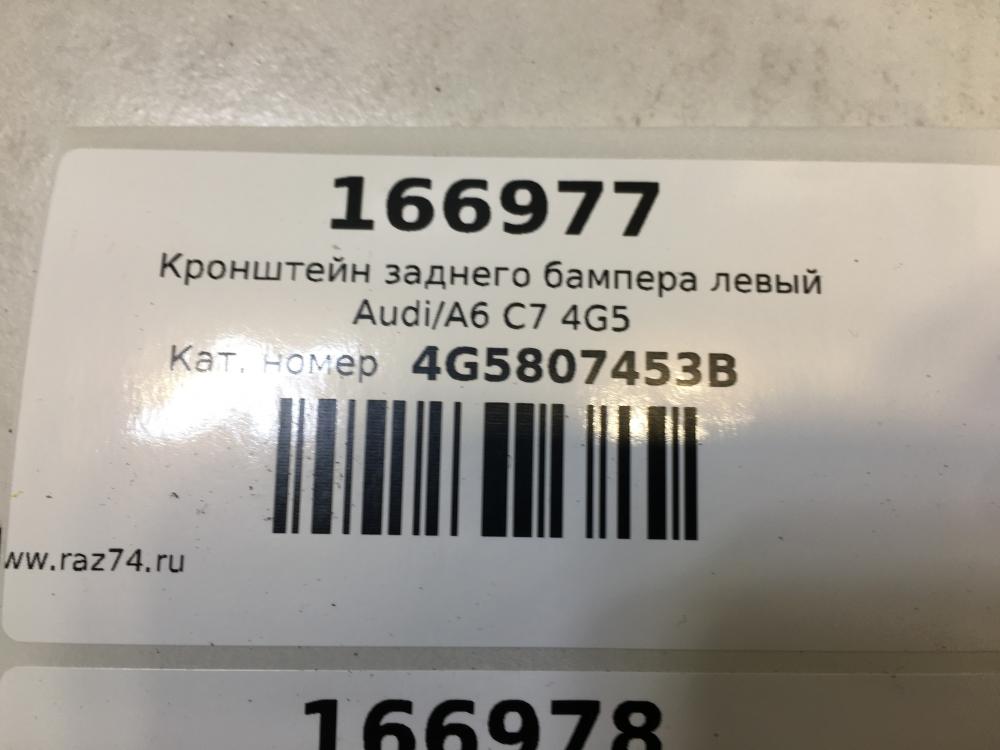 166977
Кронштейн заднего бампера левый
Audi/A6 C7 4G5
Кат. номер 4G5807453B
ww.raz74.ru
166978